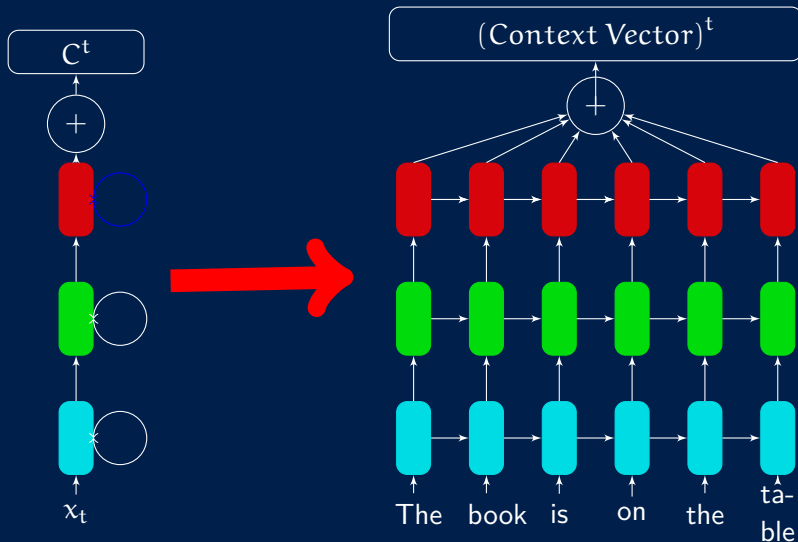 C^t
(Context Vector)^t
+
+
x_t
The book is on the ta-
ble